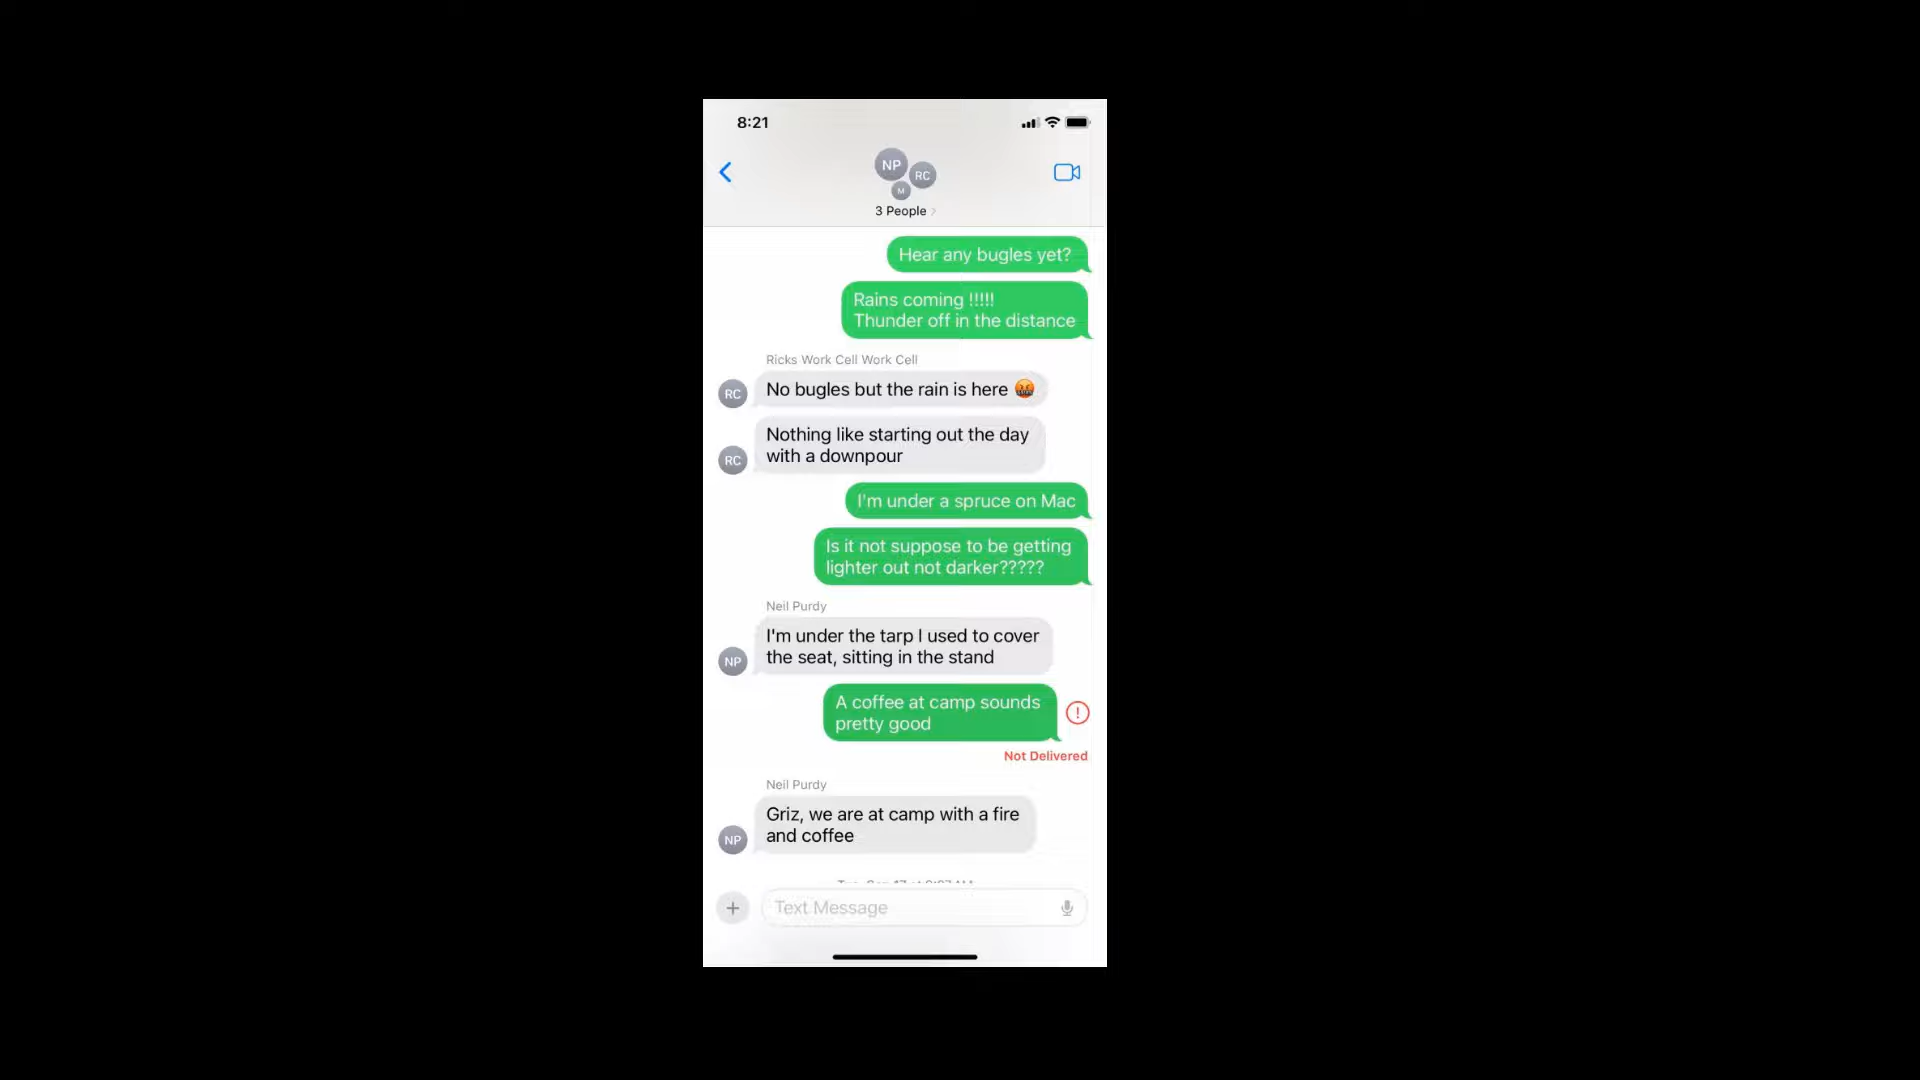 8:21
NP
RC
M
3 People
Hear any bugles yet?
Rains coming !!!!!
Thunder off in the distance
Ricks Work Cell Work Cell
RC
No bugles but the rain is here 🤬
Nothing like starting out the day
with a downpour
RC
I'm under a spruce on Mac
Is it not suppose to be getting
lighter out not darker?????
Neil Purdy
I'm under the tarp I used to cover
the seat, sitting in the stand
NP
A coffee at camp sounds
pretty good
!
Not Delivered
Neil Purdy
Griz, we are at camp with a fire
and coffee
NP
Text Message